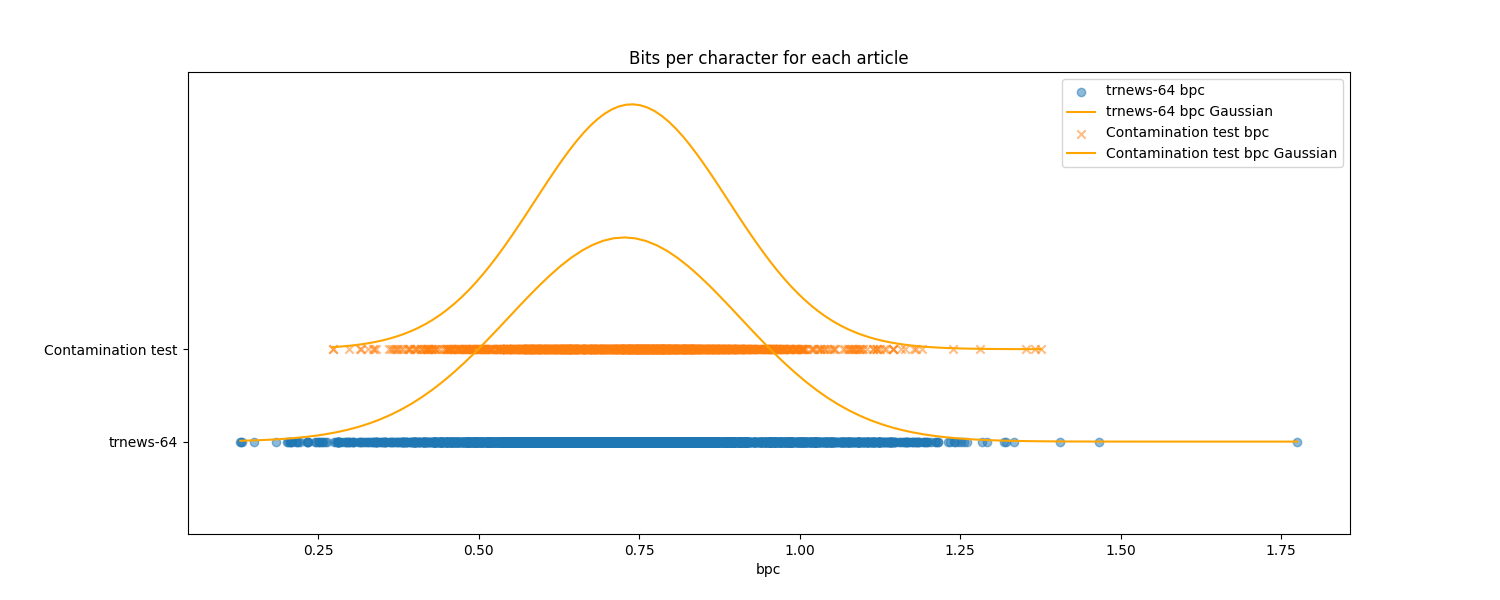 Bits per character for each article
trnews-64 bpc
trnews-64 bpc Gaussian
Contamination test bpc
Contamination test bpc Gaussian
Contamination test
trnews-64
0.25 0.50 0.75 1.00 1.25 1.50 1.75
bpc